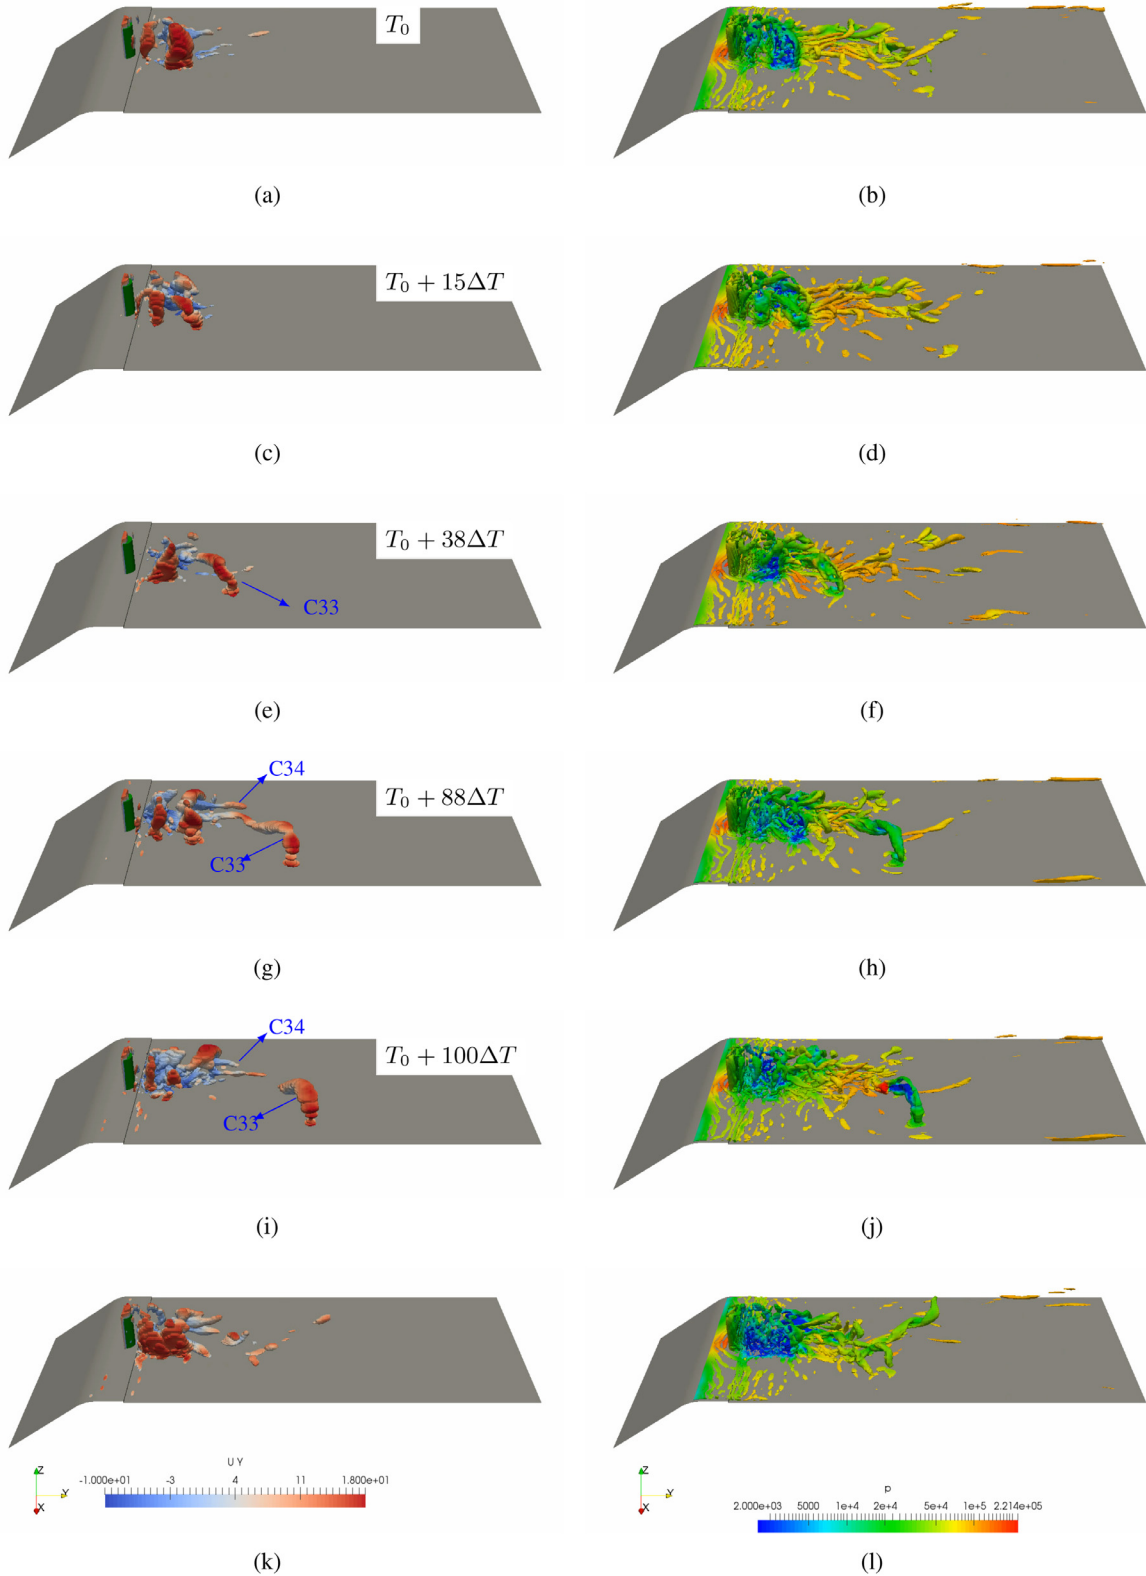 T₀
(a)
(b)
T₀ + 15ΔT
(c)
(d)
T₀ + 38ΔT
C33
(e)
(f)
C34
T₀ + 88ΔT
C33
(g)
(h)
C34
T₀ + 100ΔT
C33
(i)
(j)
Z
Y
X
U Y
-1.000e+01 -3 4 11 1.800e+01
Z
Y
X
p
2.000e+03 5000 1e+4 2e+4 5e+4 1e+5 2.214e+05
(k)
(l)